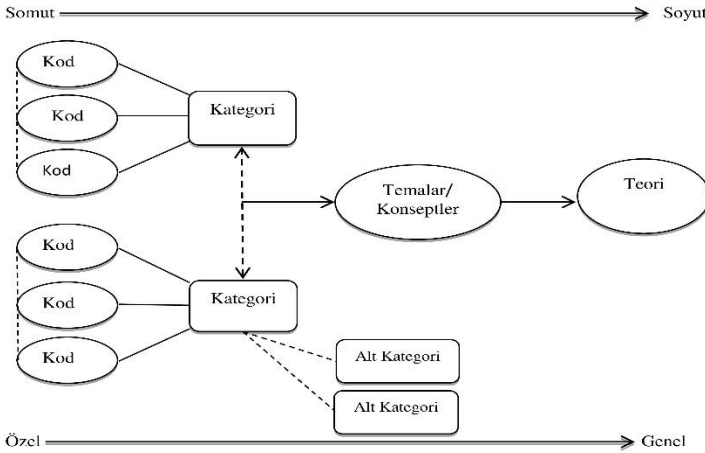 Somut
Soyut
Kod
Kod
Kod
Kategori
Temalar/
Konseptler
Teori
Kod
Kod
Kod
Kategori
Alt Kategori
Alt Kategori
Özel
Genel